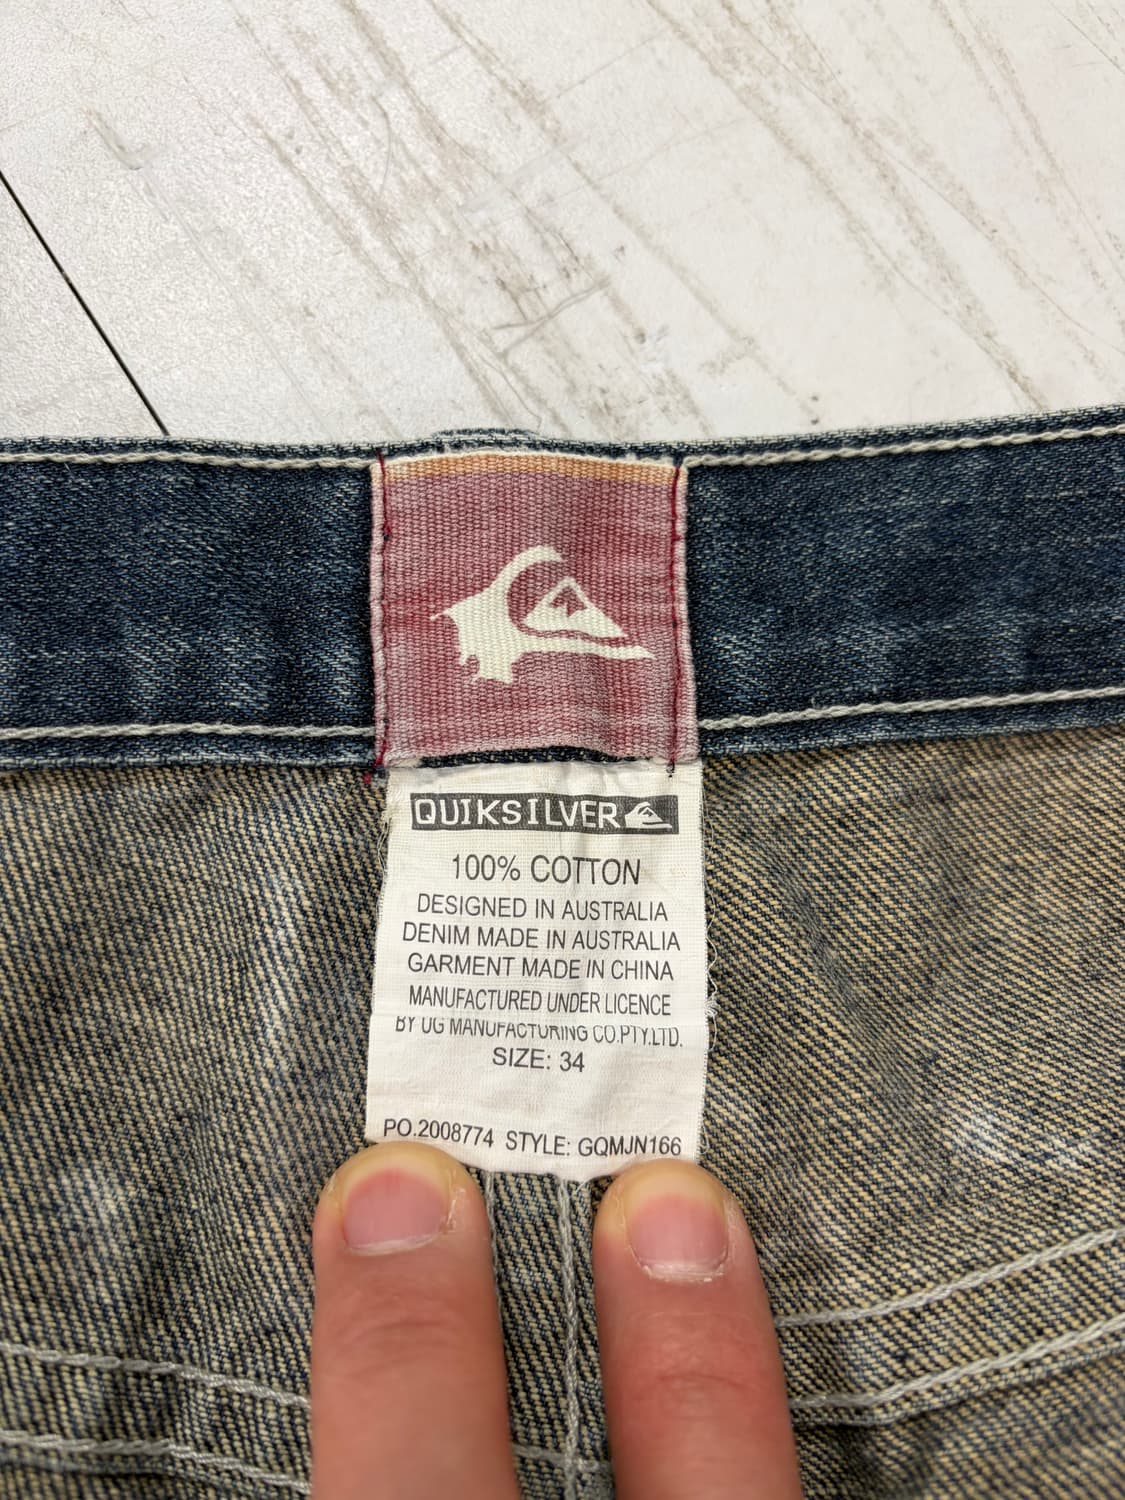 QUIKSILVER
100% COTTON
DESIGNED IN AUSTRALIA
DENIM MADE IN AUSTRALIA
GARMENT MADE IN CHINA
MANUFACTURED UNDER LICENCE
BY UG MANUFACTURING CO.PTY.LTD.
SIZE: 34
PO.2008774 STYLE: GQMJN166